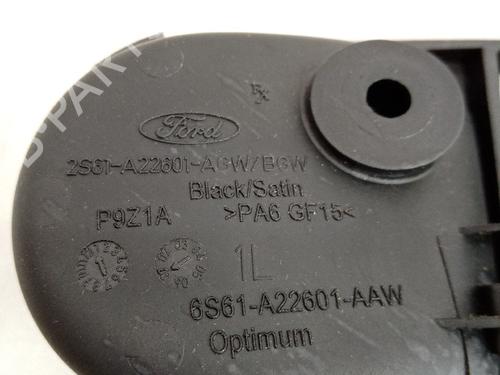 Ford
2S61-A22601-AGW/BGW
Black/Satin
P9Z1A >PA6 GF15<
1L
6S61-A22601-AAW
Optimum